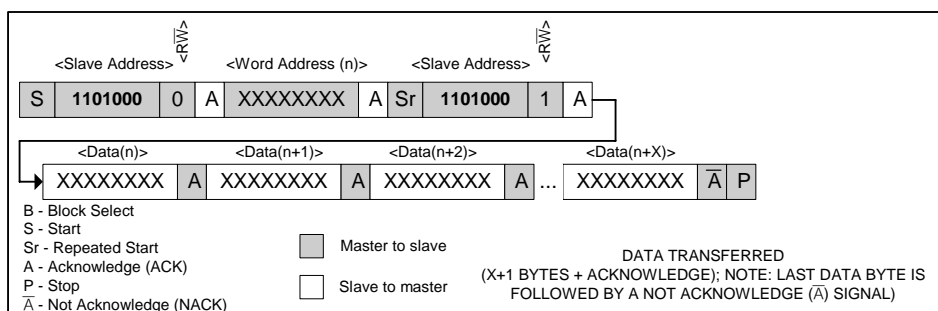 <R/W̅>
<R/W̅>
<Slave Address> <Word Address (n)> <Slave Address>
S 1101000 0 A XXXXXXXX A Sr 1101000 1 A
<Data(n)> <Data(n+1)> <Data(n+2)> <Data(n+X)>
XXXXXXXX A XXXXXXXX A XXXXXXXX A ... XXXXXXXX A̅ P
B - Block Select
S - Start
Sr - Repeated Start
A - Acknowledge (ACK)
P - Stop
A̅ - Not Acknowledge (NACK)
Master to slave
Slave to master
DATA TRANSFERRED
(X+1 BYTES + ACKNOWLEDGE); NOTE: LAST DATA BYTE IS
FOLLOWED BY A NOT ACKNOWLEDGE (A̅) SIGNAL)